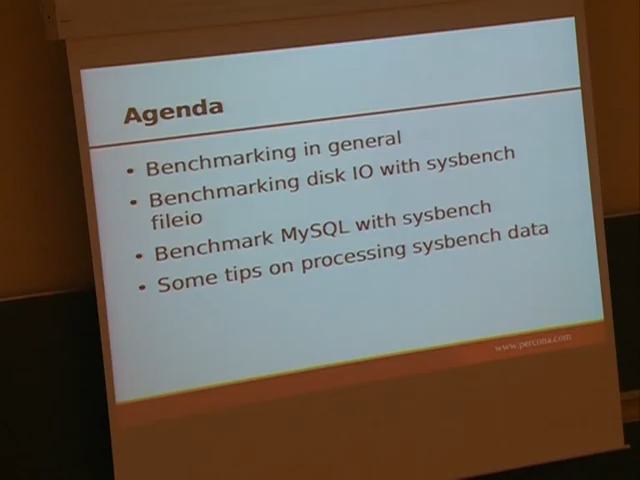 Agenda
• Benchmarking in general
• Benchmarking disk IO with sysbench
fileio
• Benchmark MySQL with sysbench
• Some tips on processing sysbench data
www.percona.com